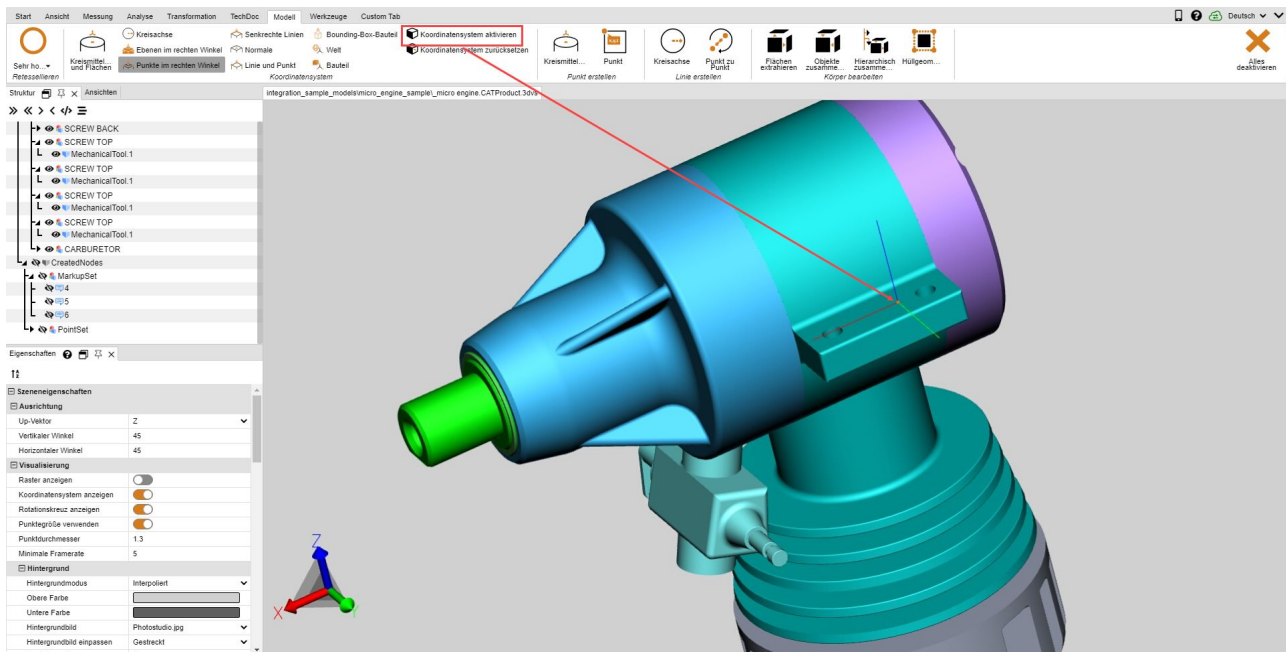 Start Ansicht Messung Analyse Transformation TechDoc Modell Werkzeuge Custom Tab Deutsch
Sehr ho...
Retessellieren
Kreismittel...
und Flächen
Kreisachse
Ebenen im rechten Winkel
Punkte im rechten Winkel
Senkrechte Linien
Normale
Linie und Punkt
Bounding-Box-Bauteil
Welt
Bauteil
Koordinatensystem aktivieren
Koordinatensystem zurücksetzen
Koordinatensystem
Kreismittel...
Punkt
Punkt erstellen
Kreisachse
Punkt zu
Punkt
Linie erstellen
Flächen
extrahieren
Objekte
zusamme...
Hierarchisch
zusamme...
Hüllgeom...
Körper bearbeiten
Alles
deaktivieren
Struktur Ansichten
integration_sample_models\micro_engine_sample\_micro engine.CATProduct.3dvs
SCREW BACK
SCREW TOP
MechanicalTool.1
SCREW TOP
MechanicalTool.1
SCREW TOP
MechanicalTool.1
SCREW TOP
MechanicalTool.1
CARBURETOR
CreatedNodes
MarkupSet
4
5
6
PointSet
Eigenschaften
Szeneneigenschaften
Ausrichtung
Up-Vektor Z
Vertikaler Winkel 45
Horizontaler Winkel 45
Visualisierung
Raster anzeigen
Koordinatensystem anzeigen
Rotationskreuz anzeigen
Punktegröße verwenden
Punktdurchmesser 1.3
Minimale Framerate 5
Hintergrund
Hintergrundmodus Interpoliert
Obere Farbe
Untere Farbe
Hintergrundbild Photostudio.jpg
Hintergrundbild einpassen Gestreckt
Z
X
Y